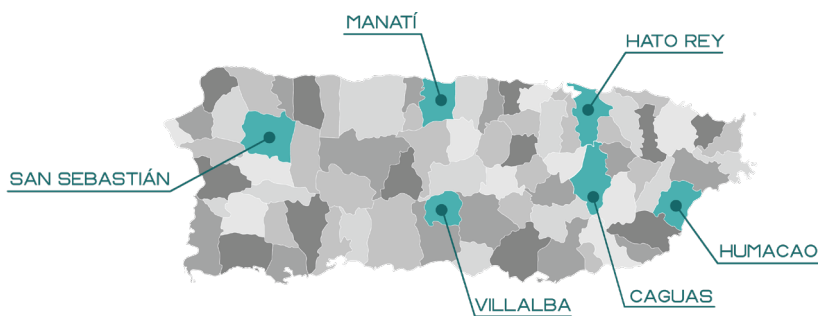 MANATÍ
HATO REY
SAN SEBASTIÁN
HUMACAO
CAGUAS
VILLALBA